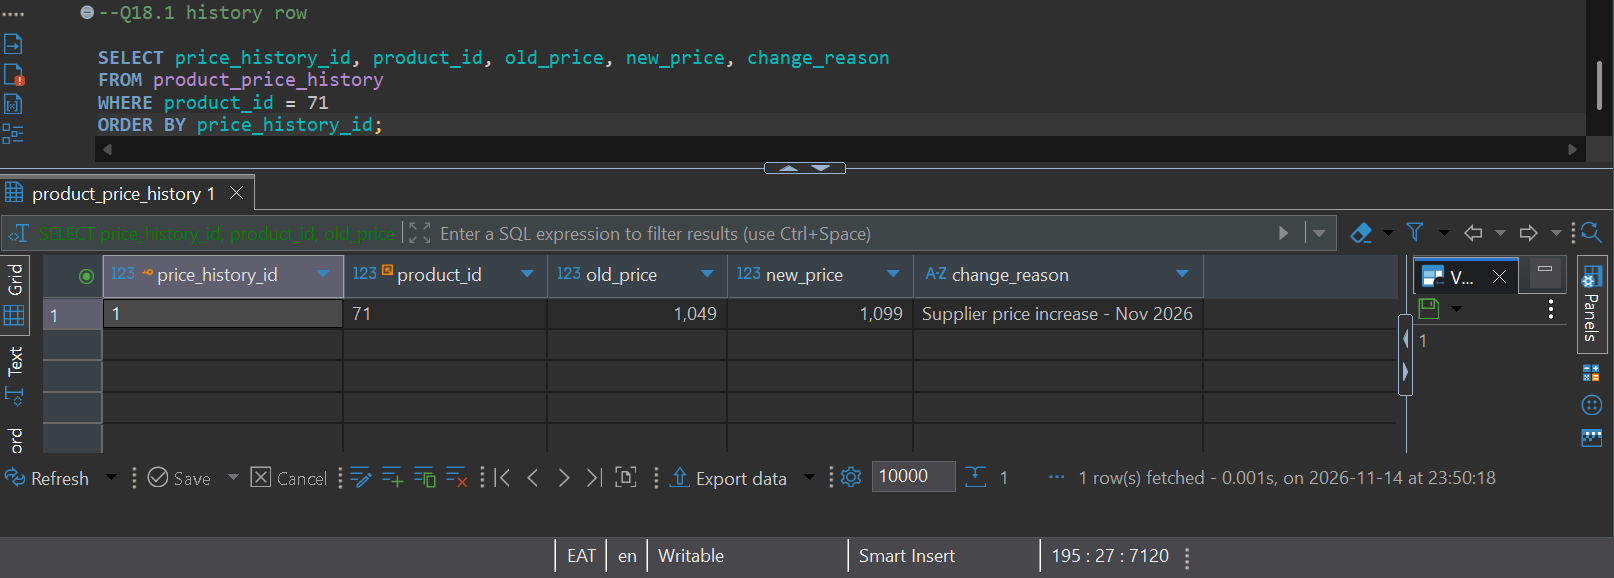 --Q18.1 history row
SELECT price_history_id, product_id, old_price, new_price, change_reason
FROM product_price_history
WHERE product_id = 71
ORDER BY price_history_id;
product_price_history 1
SELECT price_history_id, product_id, old_price
Enter a SQL expression to filter results (use Ctrl+Space)
Grid
Text
ord
123 price_history_id 123 product_id 123 old_price 123 new_price A-Z change_reason
1 1 71 1,049 1,099 Supplier price increase - Nov 2026
V...
1
Panels
Refresh Save Cancel Export data 10000 1 ... 1 row(s) fetched - 0.001s, on 2026-11-14 at 23:50:18
EAT en Writable Smart Insert 195 : 27 : 7120